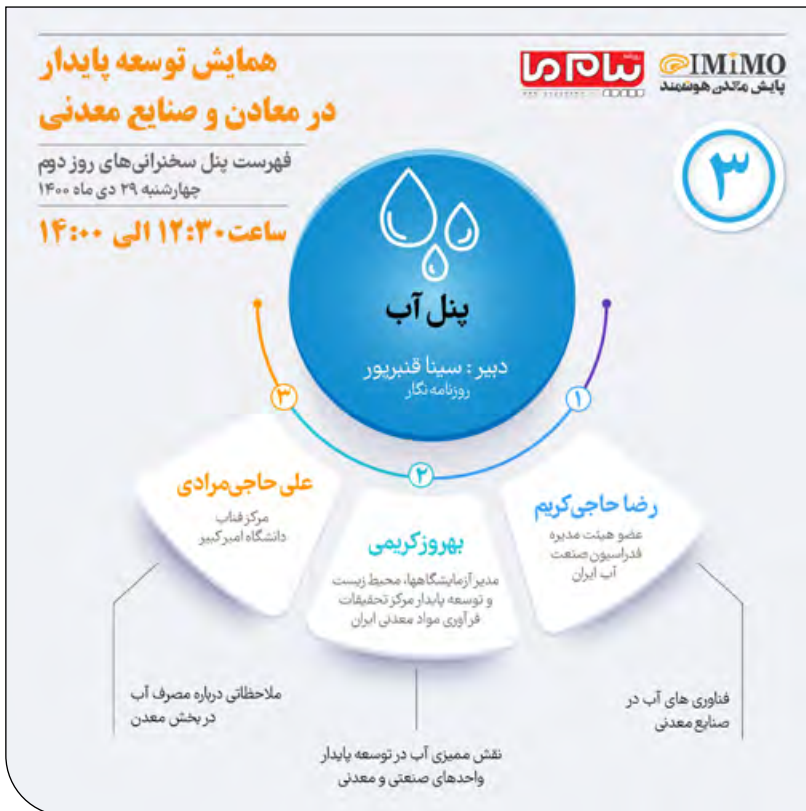 همایش توسعه پایدار
در معادن و صنایع معدنی
فهرست پنل سخنرانی‌های روز دوم
چهارشنبه ۲۹ دی ماه ۱۴۰۰
ساعت ۱۲:۳۰ الی ۱۴:۰۰
پیام ما
IMiMO
پایش معدن هوشمند
۳
پنل آب
دبیر : سینا قنبرپور
روزنامه نگار
۱
رضا حاجی‌کریم
عضو هیئت مدیره
فدراسیون صنعت
آب ایران
فناوری های آب در
صنایع معدنی
۲
بهروز کریمی
مدیر آزمایشگاهها، محیط زیست
و توسعه پایدار مرکز تحقیقات
فرآوری مواد معدنی ایران
نقش ممیزی آب در توسعه پایدار
واحدهای صنعتی و معدنی
۳
علی حاجی‌مرادی
مرکز فناب
دانشگاه امیرکبیر
ملاحظاتی درباره مصرف آب
در بخش معدن